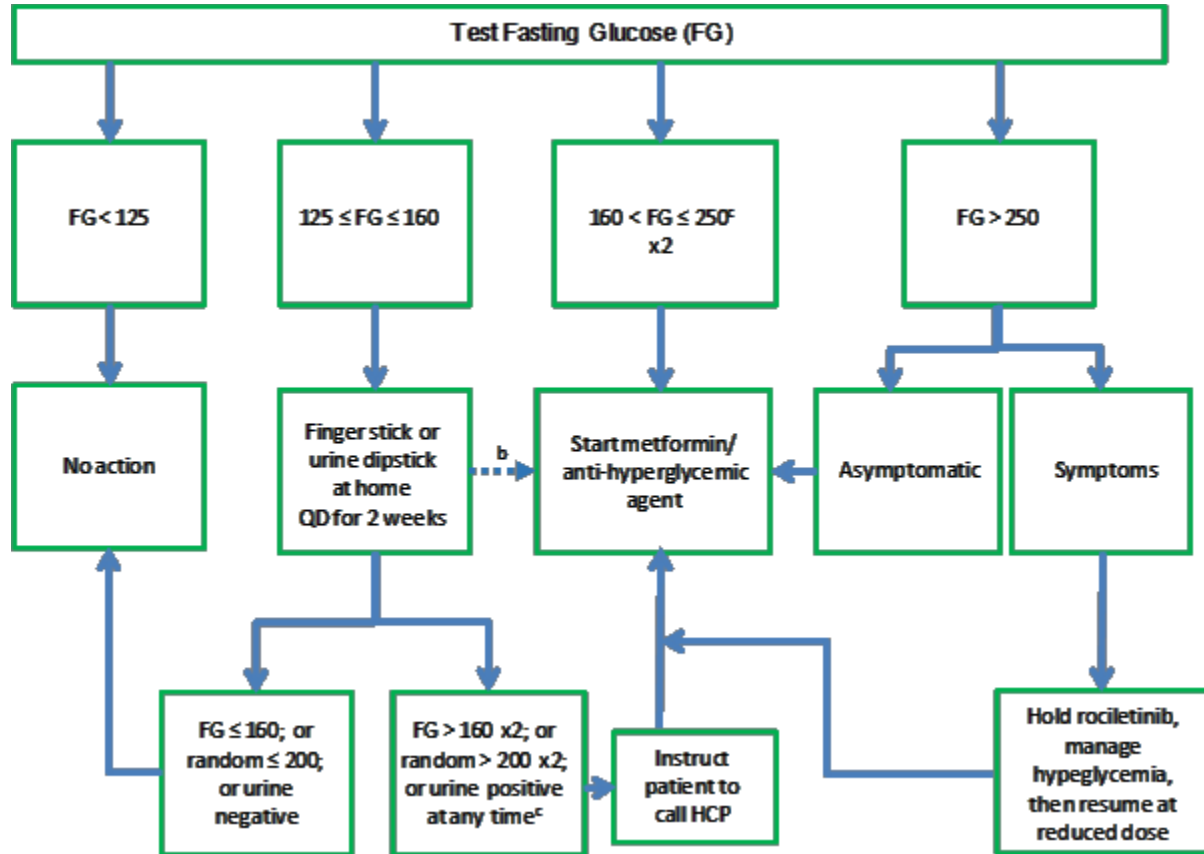 Test Fasting Glucose (FG)
FG < 125
125 ≤ FG ≤ 160
160 < FG ≤ 250ᶜ
x2
FG > 250
No action
Finger stick or
urine dipstick
at home
QD for 2 weeks
b
Start metformin/
anti-hyperglycemic
agent
Asymptomatic
Symptoms
FG ≤ 160; or
random ≤ 200;
or urine
negative
FG > 160 x2; or
random > 200 x2;
or urine positive
at any timeᶜ
Instruct
patient to
call HCP
Hold rociletinib,
manage
hypeglycemia,
then resume at
reduced dose